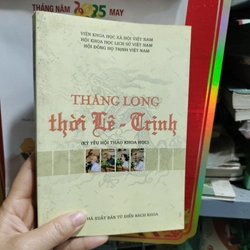 THÁNG NĂM 2025 MAY
VIỆN KHOA HỌC XÃ HỘI VIỆT NAM
HỘI KHOA HỌC LỊCH SỬ VIỆT NAM
HỘI ĐỒNG HỌ TRỊNH VIỆT NAM
THĂNG LONG
thời Lê - Trịnh
(KỶ YẾU HỘI THẢO KHOA HỌC)
NHÀ XUẤT BẢN TỪ ĐIỂN BÁCH KHOA